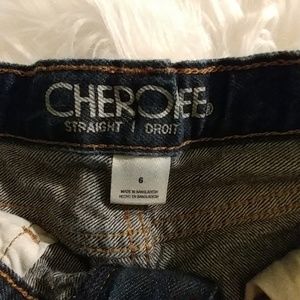 CHEROKEE®
STRAIGHT | DROIT
6
MADE IN BANGLADESH
HECHO EN BANGLADESH